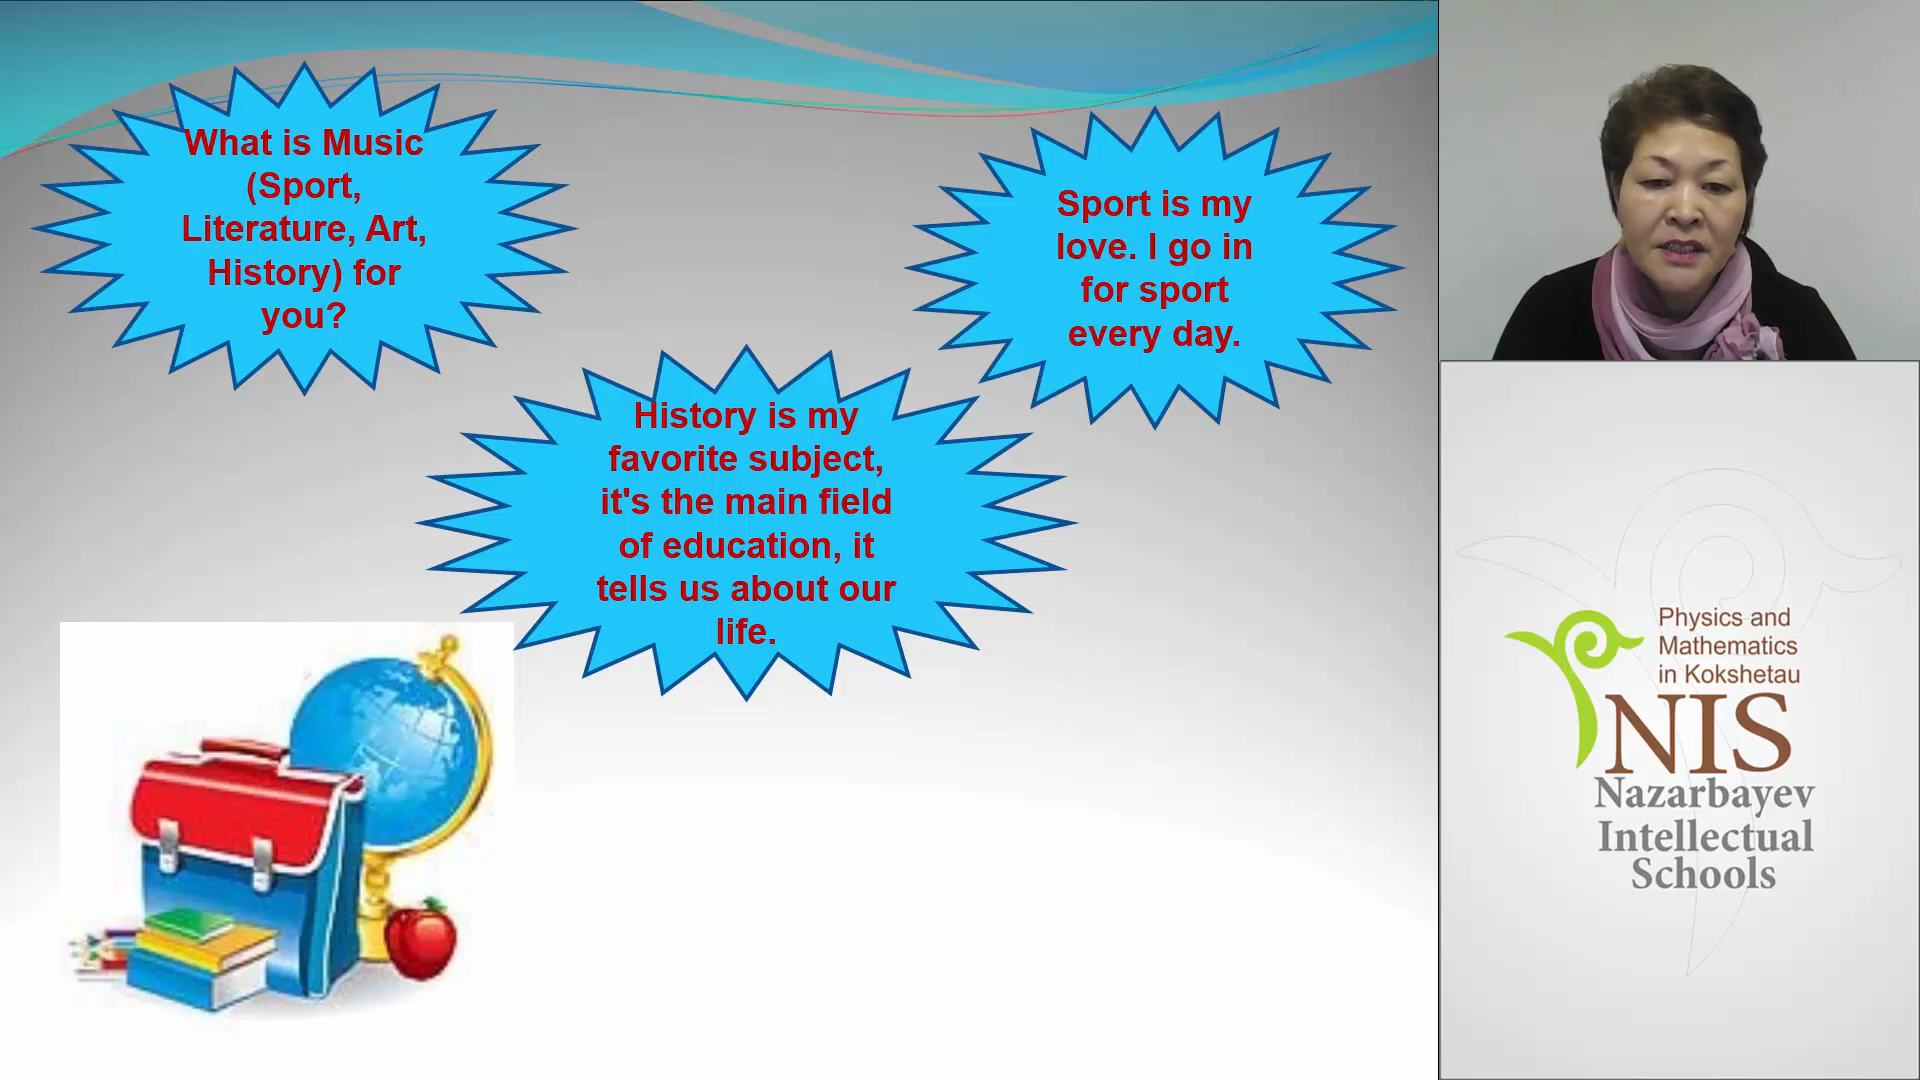 What is Music
(Sport,
Literature, Art,
History) for
you?
Sport is my
love. I go in
for sport
every day.
History is my
favorite subject,
it's the main field
of education, it
tells us about our
life.
Physics and
Mathematics
in Kokshetau
NIS
Nazarbayev
Intellectual
Schools